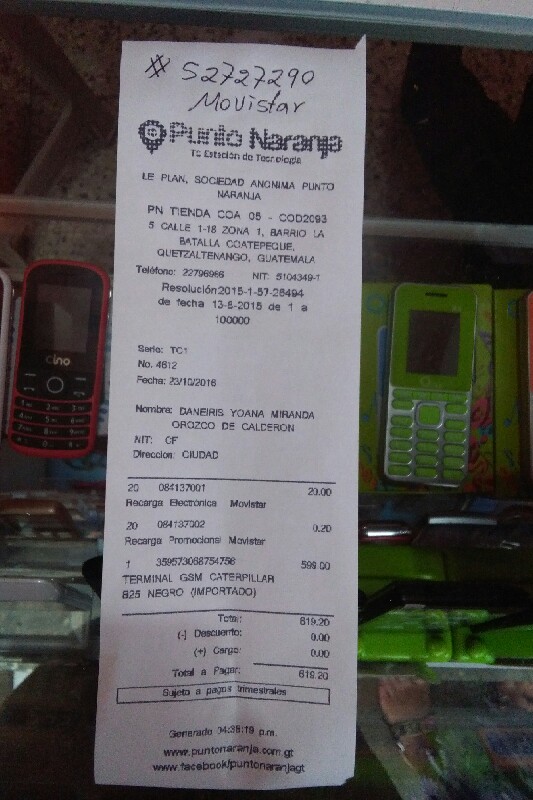 # 52727290
Movistar
Punto Naranja
Tu Estación de Tecnología
LE PLAN, SOCIEDAD ANONIMA PUNTO
NARANJA
PN TIENDA COA 05 - COD2093
5 CALLE 1-18 ZONA 1, BARRIO LA
BATALLA COATEPEQUE,
QUETZALTENANGO, GUATEMALA
Teléfono: 22796966 NIT: 5104349-1
Resolución:2015-1-57-26494
de fecha 13-8-2015 de 1 a
100000
Serie: TC1
No. 4612
Fecha: 23/10/2016
Nombre: DANEIRIS YOANA MIRANDA
OROZCO DE CALDERON
NIT: CF
Direccion: CIUDAD
20 084137001 20.00
Recarga Electrónica Movistar
20 084137002 0.20
Recarga Promocional Movistar
1 359573068754756 599.00
TERMINAL GSM CATERPILLAR
B25 NEGRO (IMPORTADO)
Total: 619.20
(-) Descuento: 0.00
(+) Cargo: 0.00
Total a Pagar: 619.20
Sujeto a pagos trimestrales
Generado 04:35:19 p.m.
www.puntonaranja.com.gt
www.facebook/puntonaranjagt
Cino